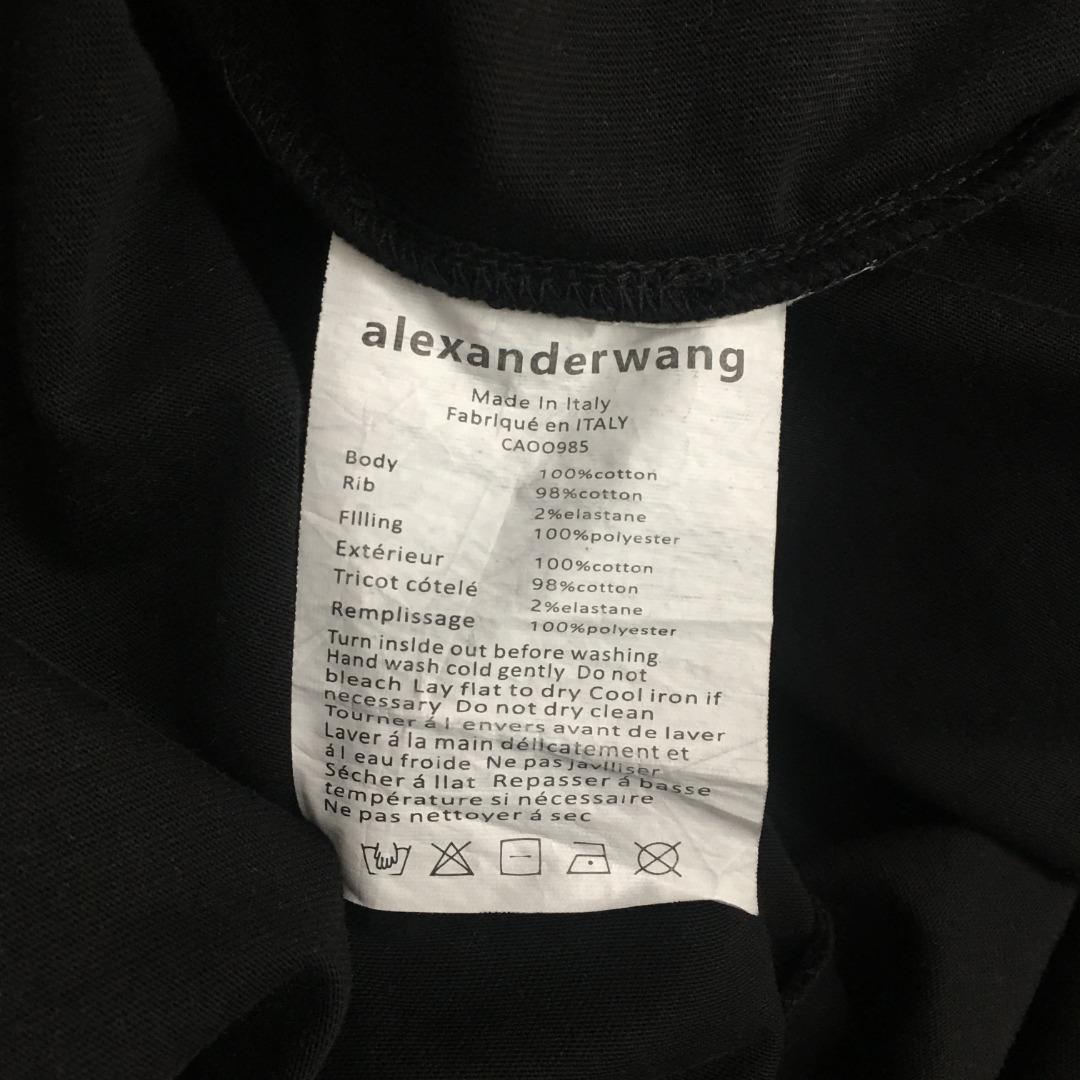 alexanderwang
Made In Italy
Fabrlqué en ITALY
CAOO985
Body 100%cotton
Rib 98%cotton
2%elastane
FIlling 100%polyester
Extérieur 100%cotton
Tricot cótelé 98%cotton
2%elastane
Remplissage 100%polyester
Turn inslde out before washing
Hand wash cold gently Do not
bleach Lay flat to dry Cool iron if
necessary Do not dry clean
Tourner á l envers avant de laver
Laver á la main délIcatement et
á l eau froide Ne pas javlliser
Sécher á llat Repasser á basse
température si nécessaire
Ne pas nettoyer á sec